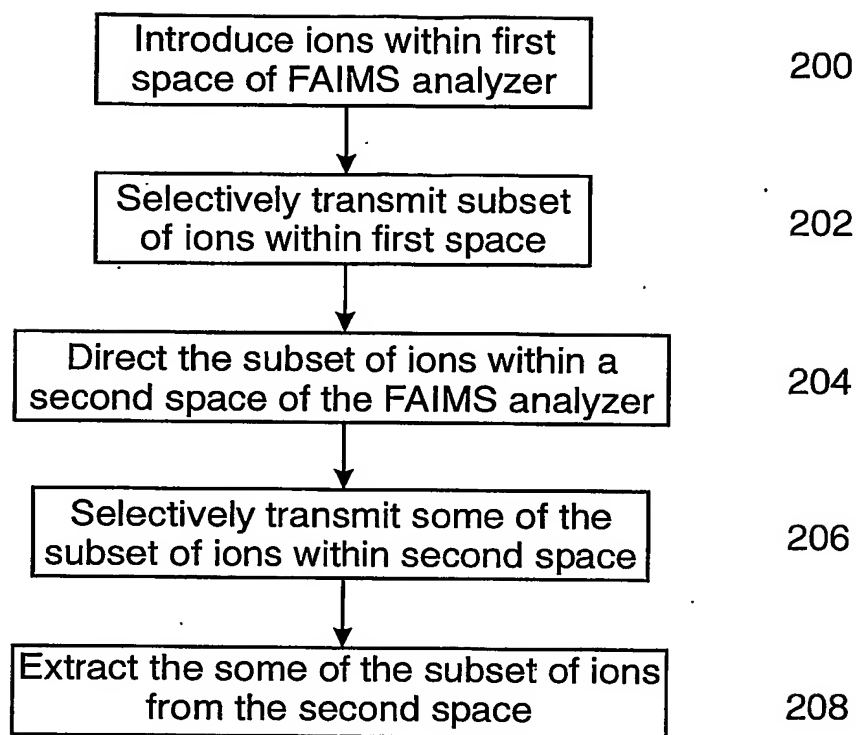 Introduce ions within first
space of FAIMS analyzer
200
Selectively transmit subset
of ions within first space
202
Direct the subset of ions within a
second space of the FAIMS analyzer
204
Selectively transmit some of the
subset of ions within second space
206
Extract the some of the subset of ions
from the second space
208